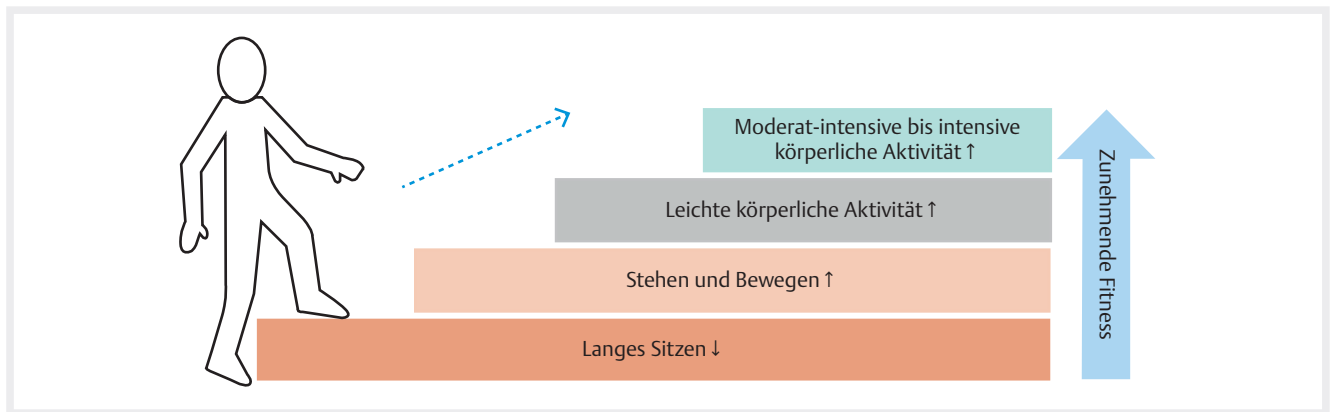 Moderat-intensive bis intensive
körperliche Aktivität ↑
Leichte körperliche Aktivität ↑
Stehen und Bewegen ↑
Langes Sitzen ↓
Zunehmende Fitness